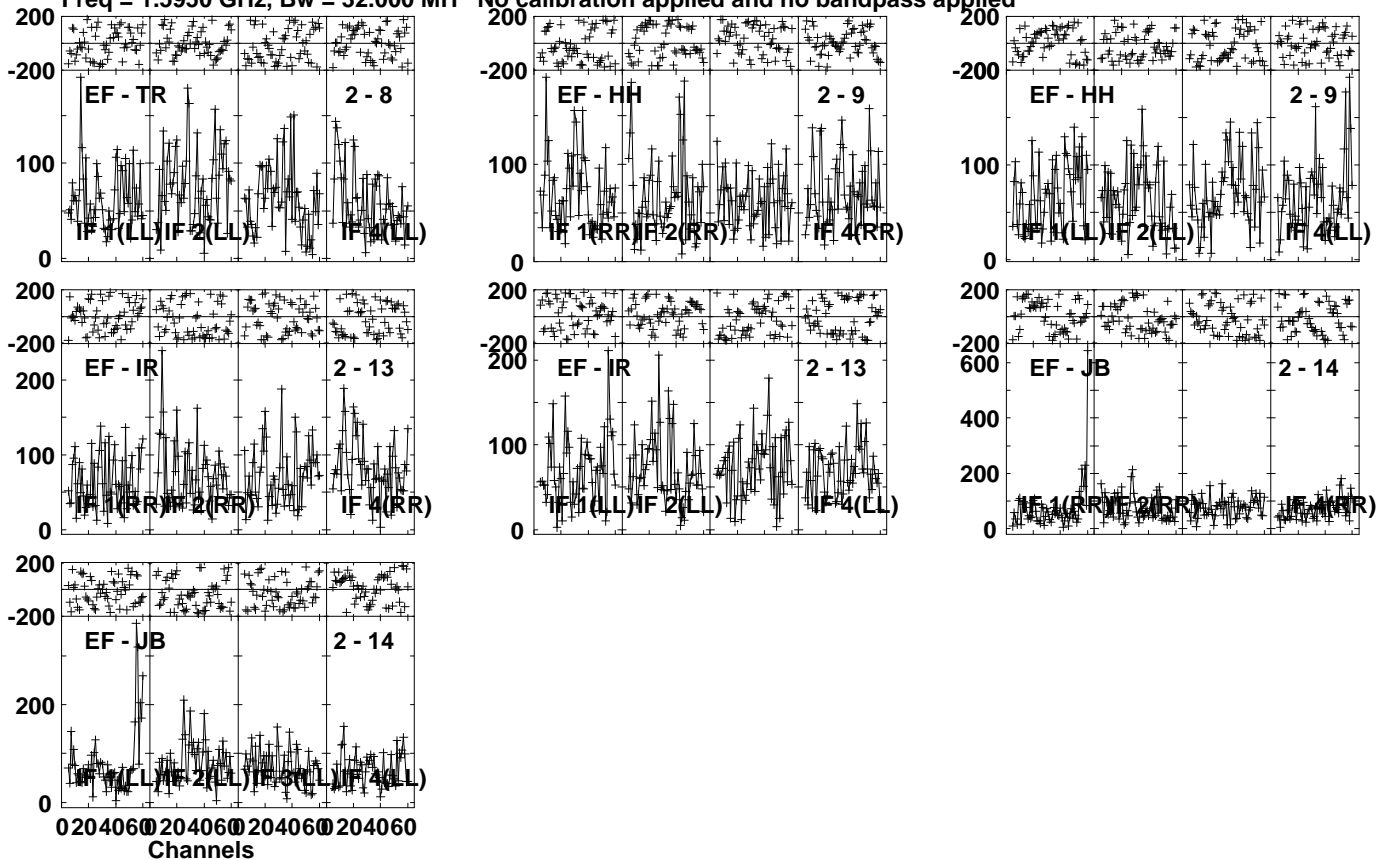 Freq = 1.5950 GHz, Bw = 32.000 MH No calibration applied and no bandpass applied
200
-200
EF - TR 2 - 8
100
0
IF 1(LL) IF 2(LL) IF 4(LL)
200
-200
EF - HH 2 - 9
100
0
IF 1(RR) IF 2(RR) IF 4(RR)
200
-200
EF - HH 2 - 9
100
0
IF 1(LL) IF 2(LL) IF 4(LL)
200
-200
EF - IR 2 - 13
200
100
0
IF 1(RR) IF 2(RR) IF 4(RR)
200
-200
EF - IR 2 - 13
200
100
0
IF 1(LL) IF 2(LL) IF 4(LL)
200
-200
EF - JB 2 - 14
600
400
200
0
IF 1(RR) IF 2(RR) IF 4(RR)
200
-200
EF - JB 2 - 14
200
0
IF 1(LL) IF 2(LL) IF 3(LL) IF 4(LL)
0 20 40 60 0 20 40 60 0 20 40 60 0 20 40 60
Channels